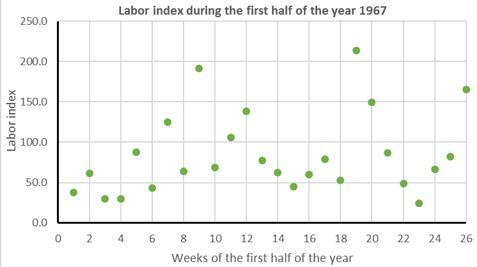 Labor index during the first half of the year 1967
250.0
200.0
150.0
100.0
50.0
0.0
Labor index
0 2 4 6 8 10 12 14 16 18 20 22 24 26
Weeks of the first half of the year